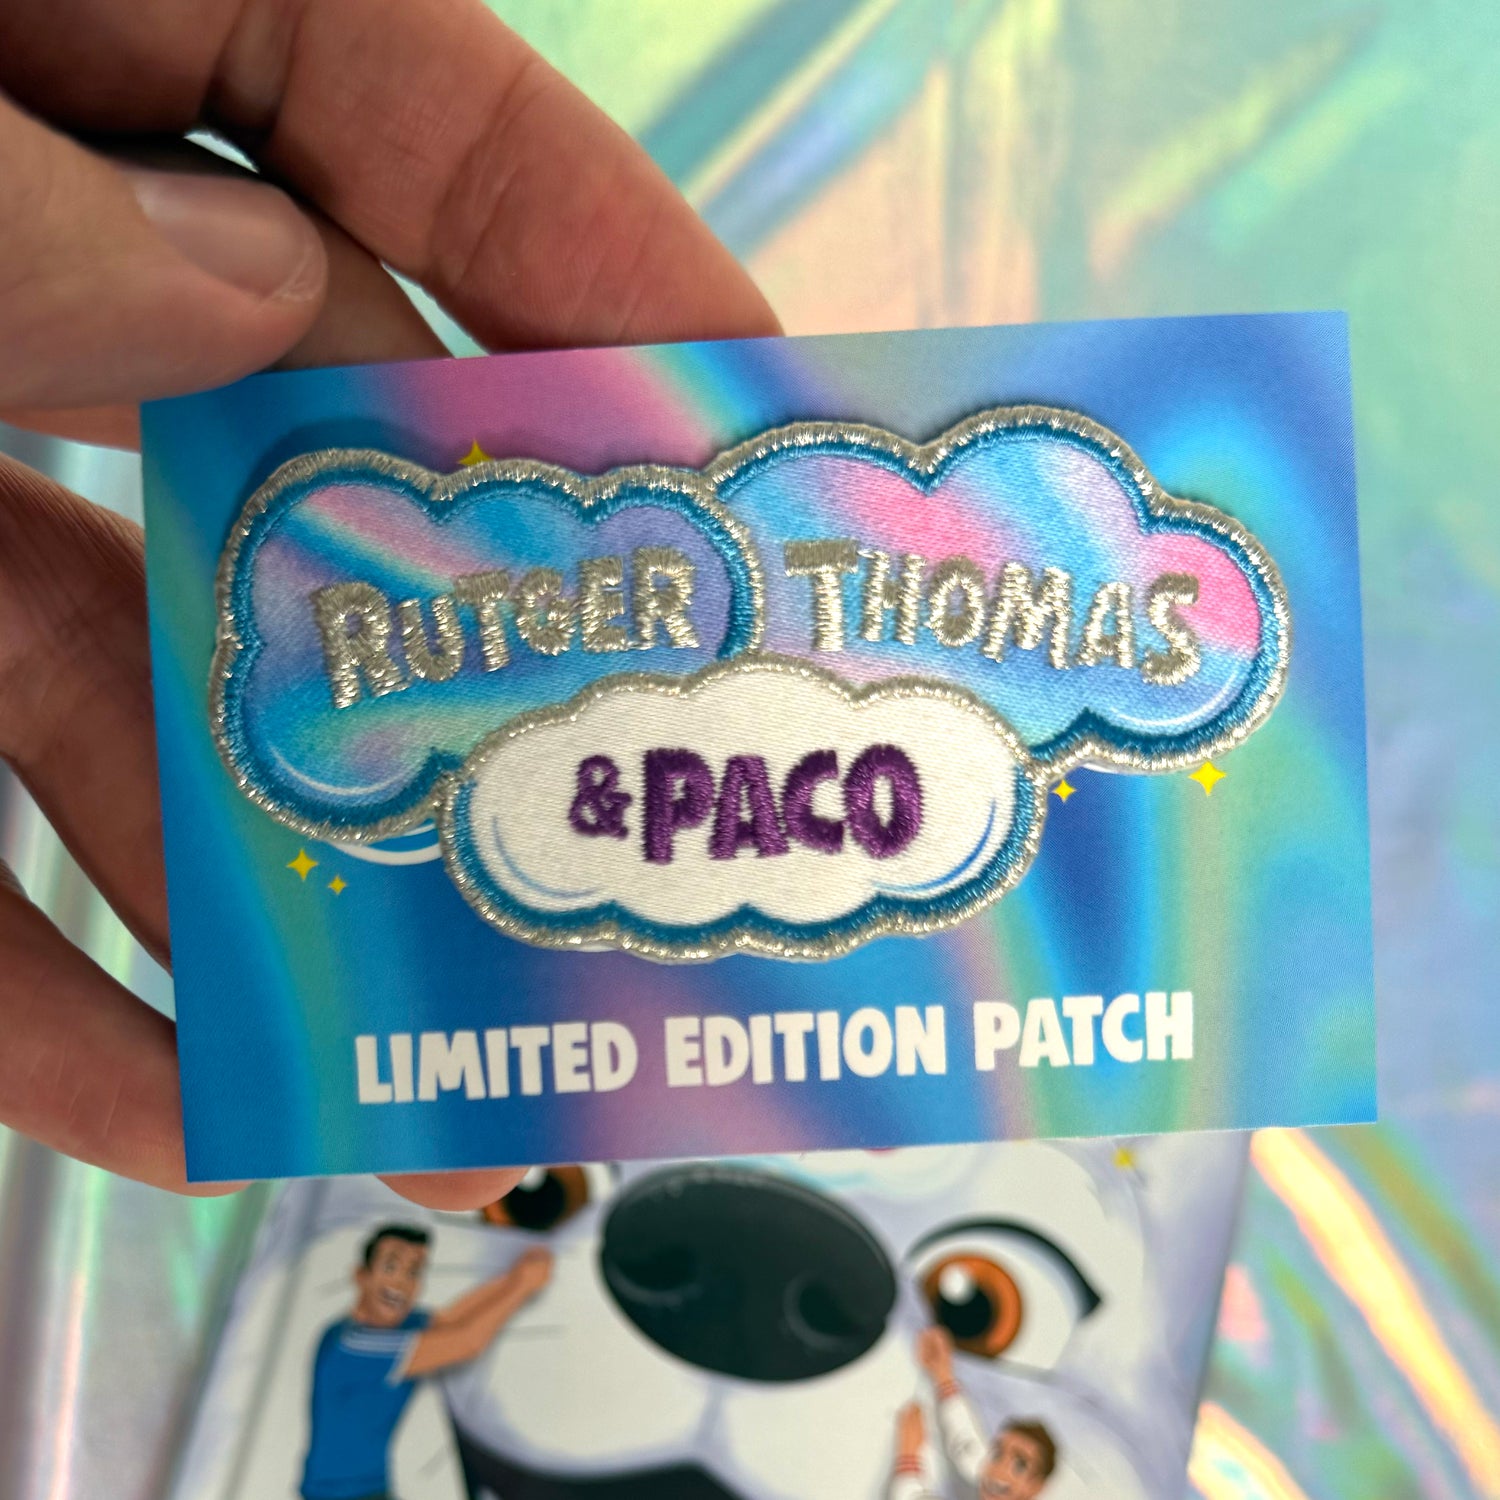 RUTGER THOMAS
& PACO
LIMITED EDITION PATCH